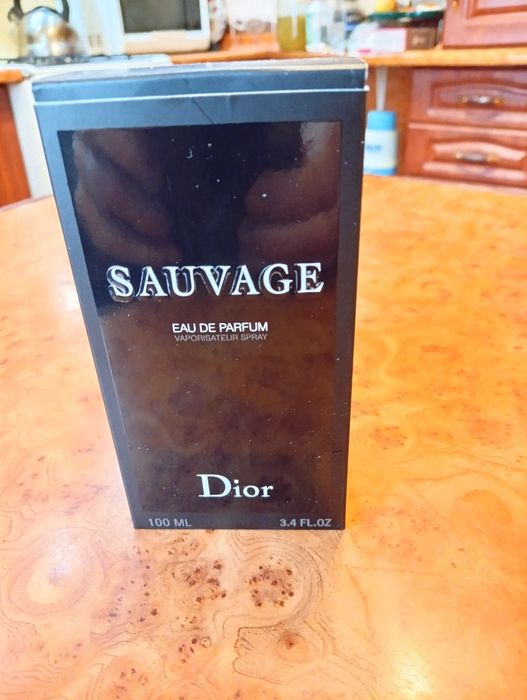 SAUVAGE
EAU DE PARFUM
VAPORISATEUR SPRAY
Dior
100 ML 3.4 FL.OZ